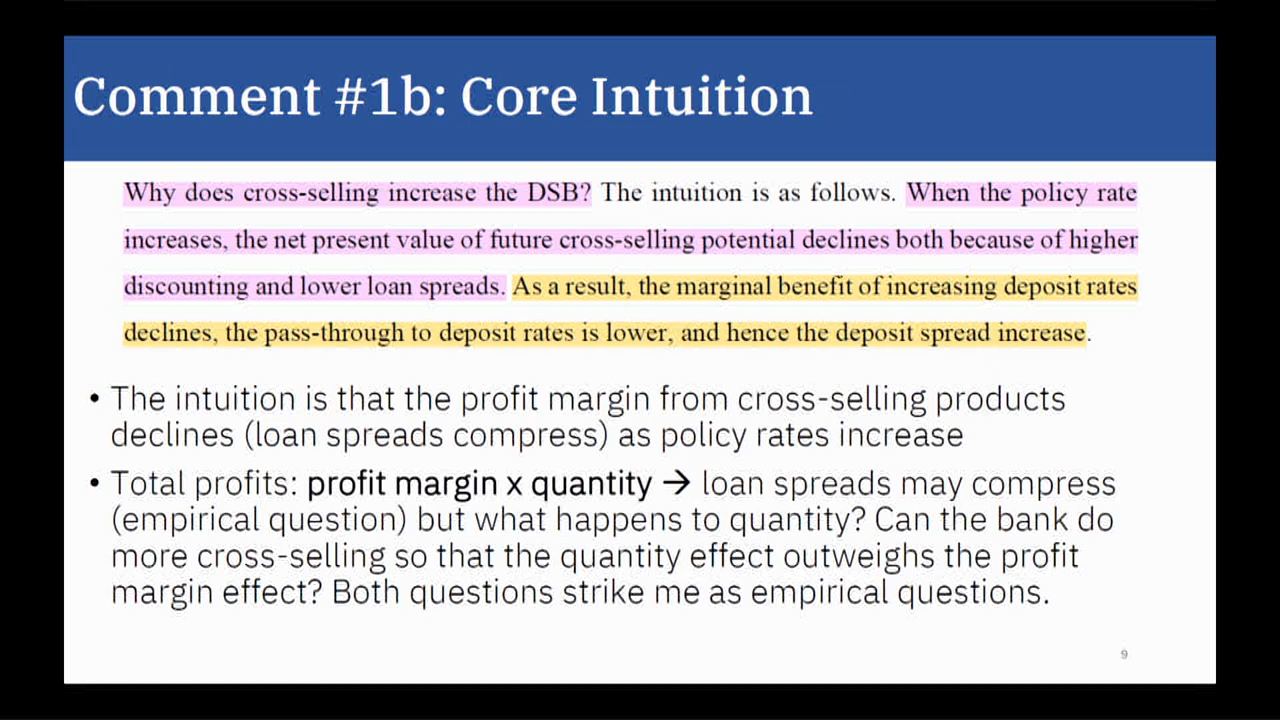 Comment #1b: Core Intuition
Why does cross-selling increase the DSB? The intuition is as follows. When the policy rate
increases, the net present value of future cross-selling potential declines both because of higher
discounting and lower loan spreads. As a result, the marginal benefit of increasing deposit rates
declines, the pass-through to deposit rates is lower, and hence the deposit spread increase.
• The intuition is that the profit margin from cross-selling products
declines (loan spreads compress) as policy rates increase
• Total profits: profit margin x quantity → loan spreads may compress
(empirical question) but what happens to quantity? Can the bank do
more cross-selling so that the quantity effect outweighs the profit
margin effect? Both questions strike me as empirical questions.
9